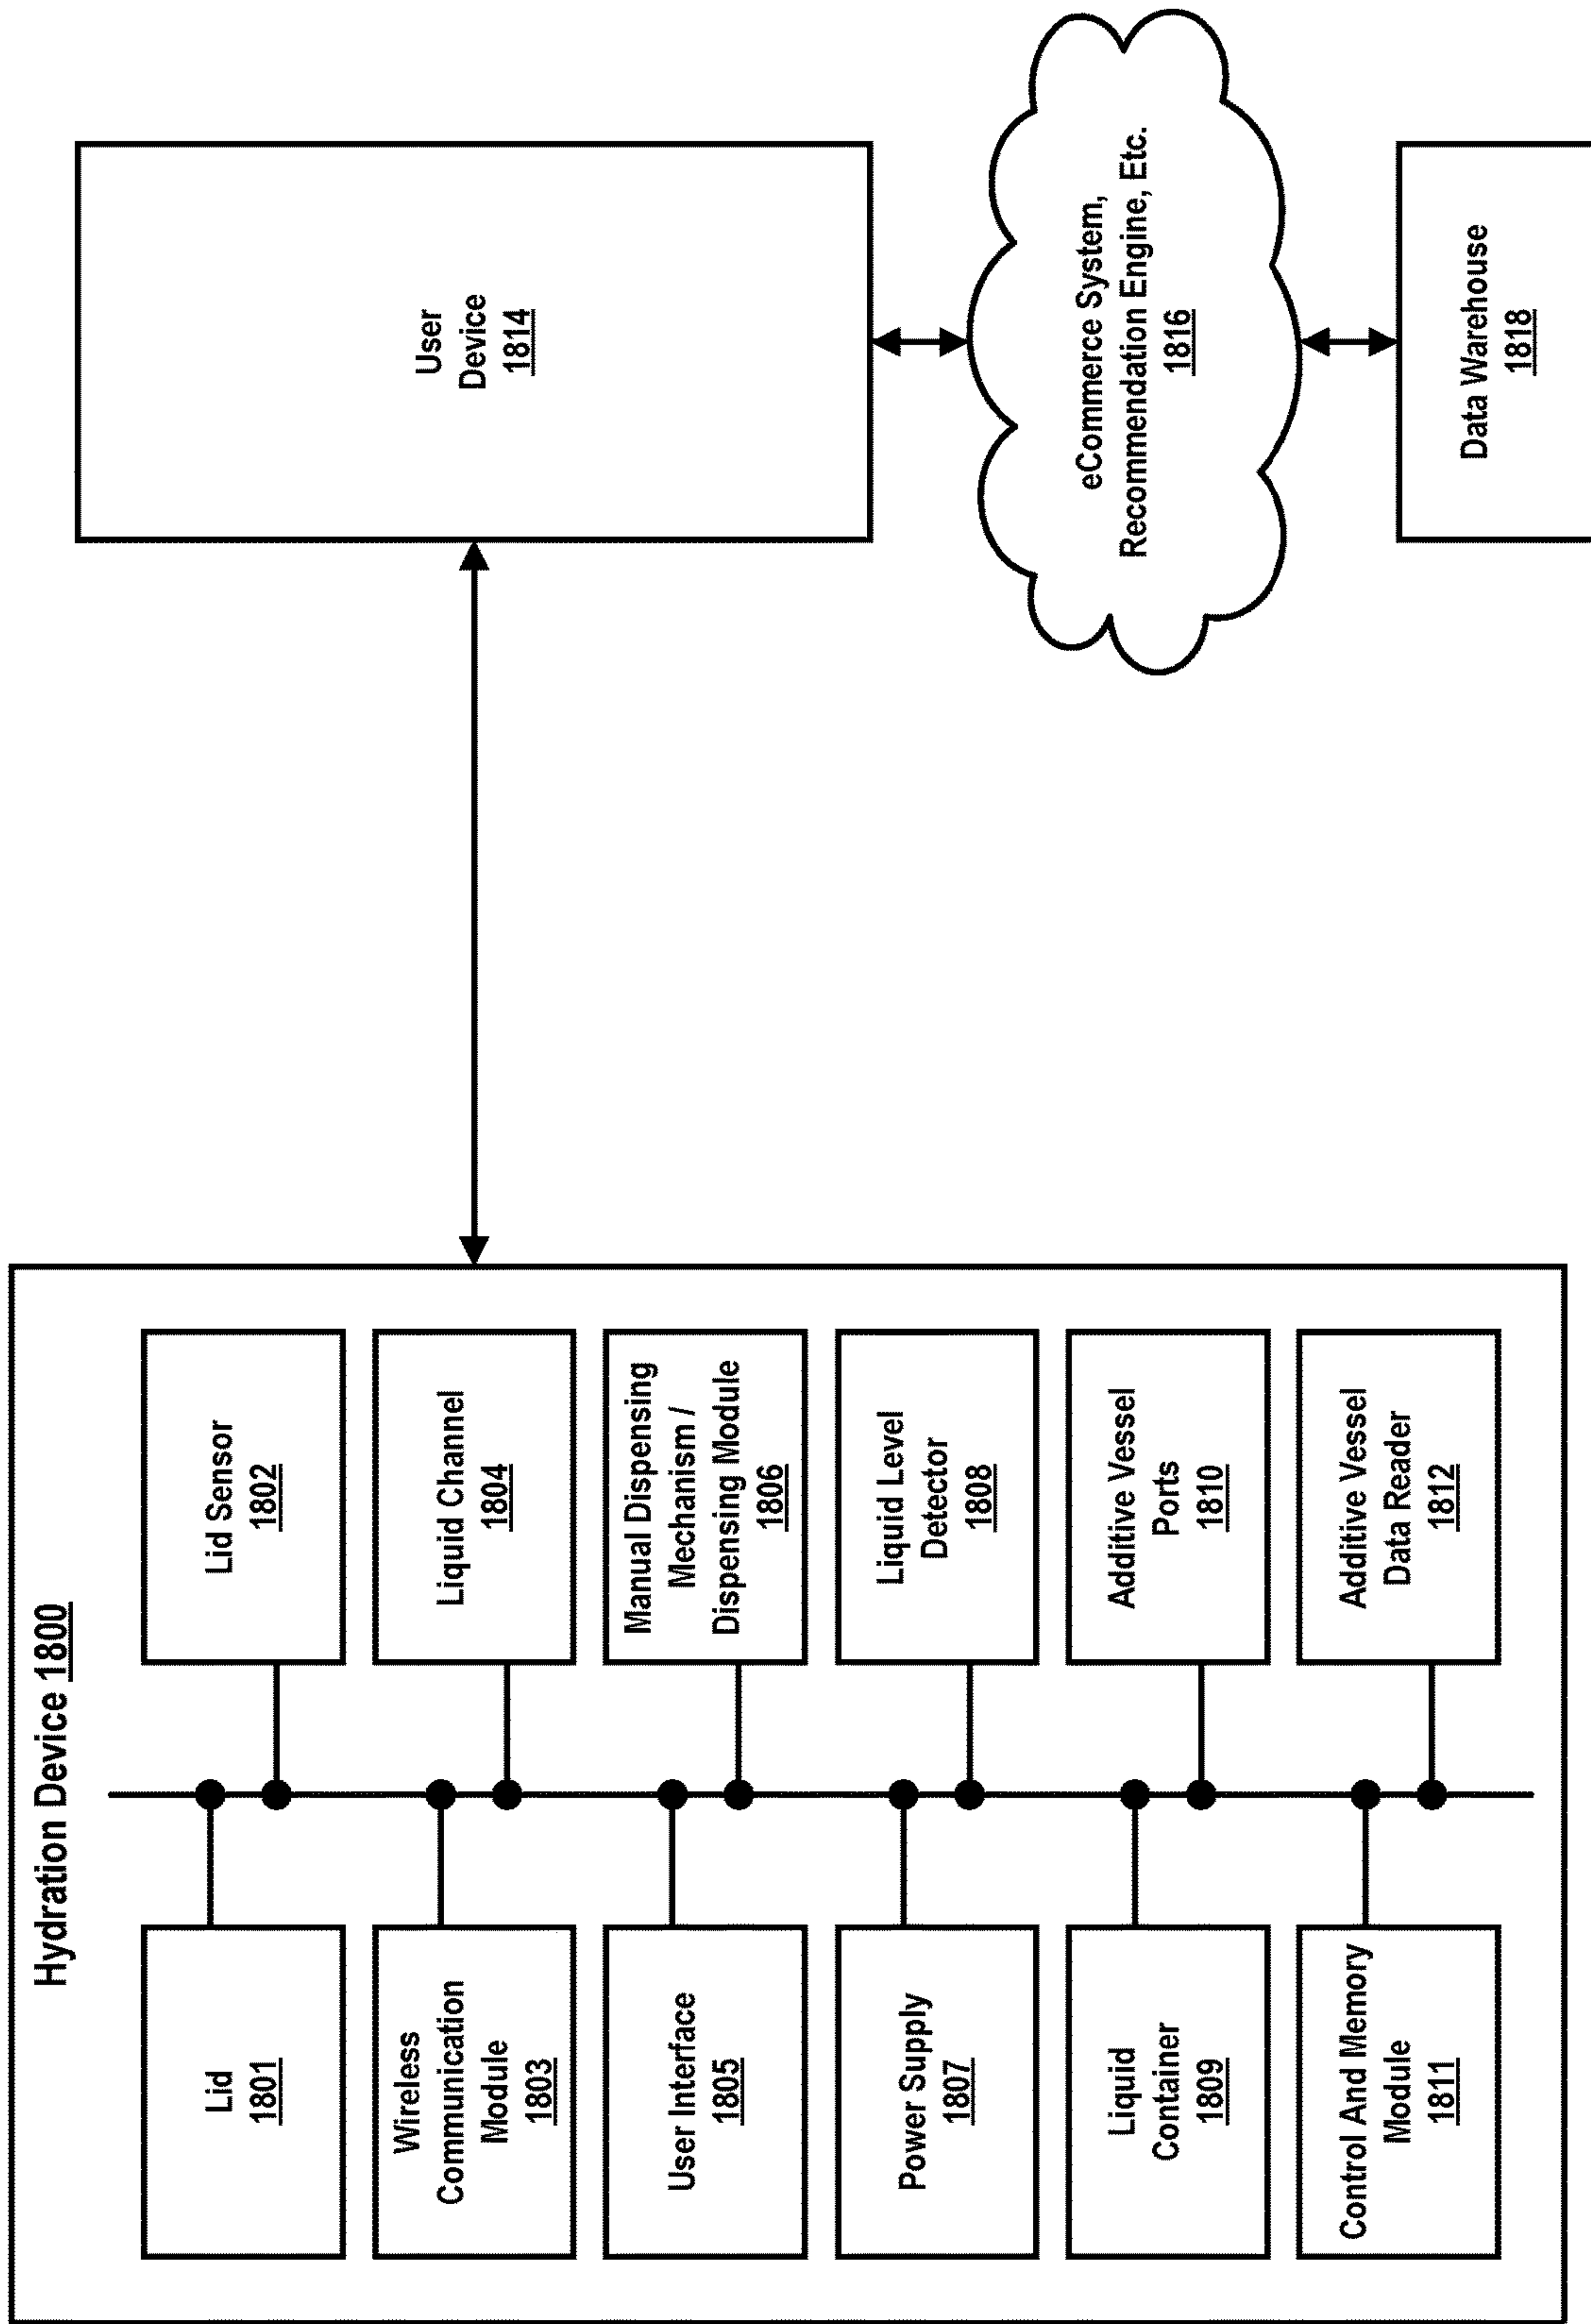 Hydration Device 1800
Lid
1801
Lid Sensor
1802
Wireless
Communication
Module
1803
Liquid Channel
1804
User Interface
1805
Manual Dispensing
Mechanism /
Dispensing Module
1806
Power Supply
1807
Liquid Level
Detector
1808
Liquid
Container
1809
Additive Vessel
Ports
1810
Control And Memory
Module
1811
Additive Vessel
Data Reader
1812
User
Device
1814
eCommerce System,
Recommendation Engine, Etc.
1816
Data Warehouse
1818